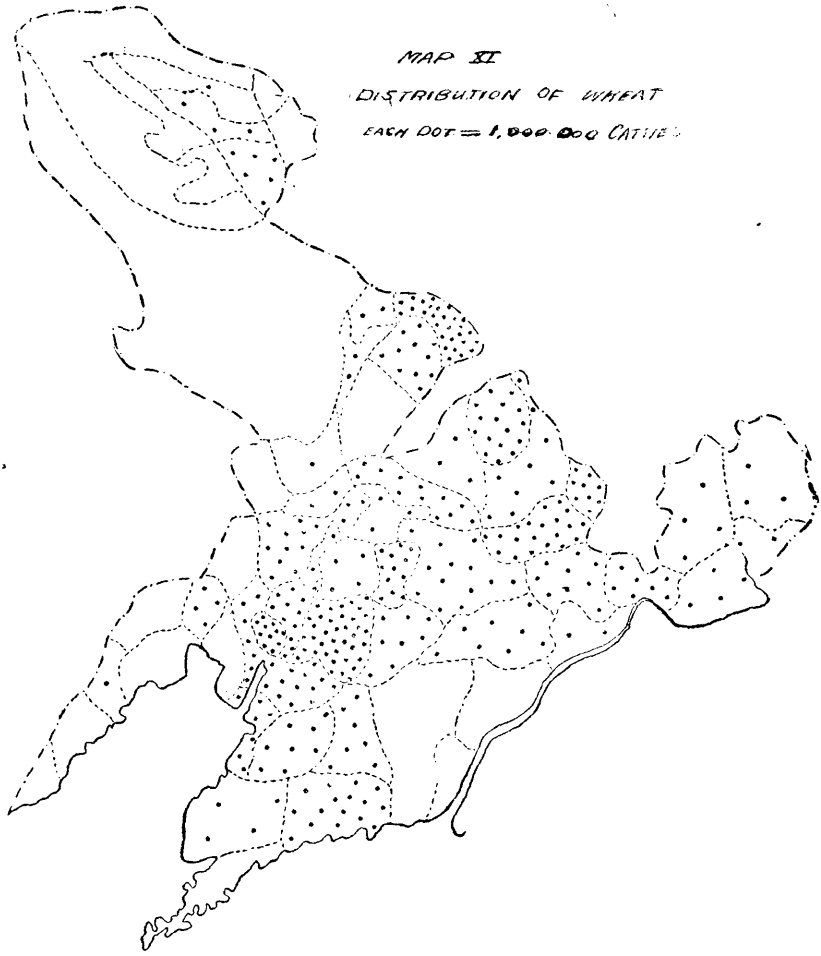 MAP XI
DISTRIBUTION OF WHEAT
EACH DOT = 1,000.000 CATTIES